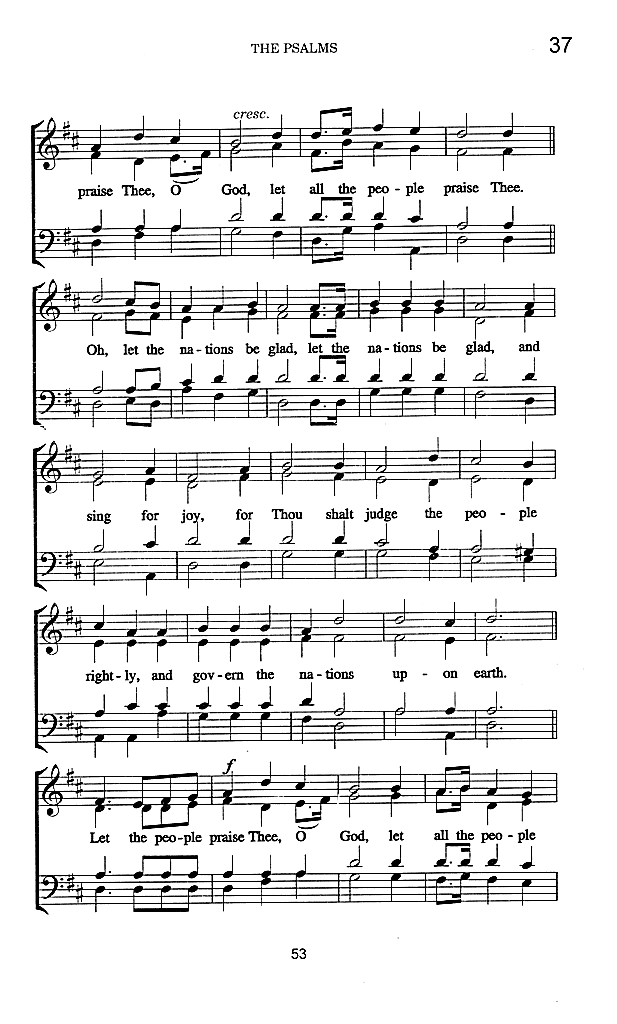 THE PSALMS
37
cresc.
praise Thee, O God, let all the peo - ple praise Thee.
Oh, let the na - tions be glad, let the na - tions be glad, and
sing for joy, for Thou shalt judge the peo - ple
right - ly, and gov - ern the na - tions up - on earth.
f
Let the peo - ple praise Thee, O God, let all the peo - ple
53